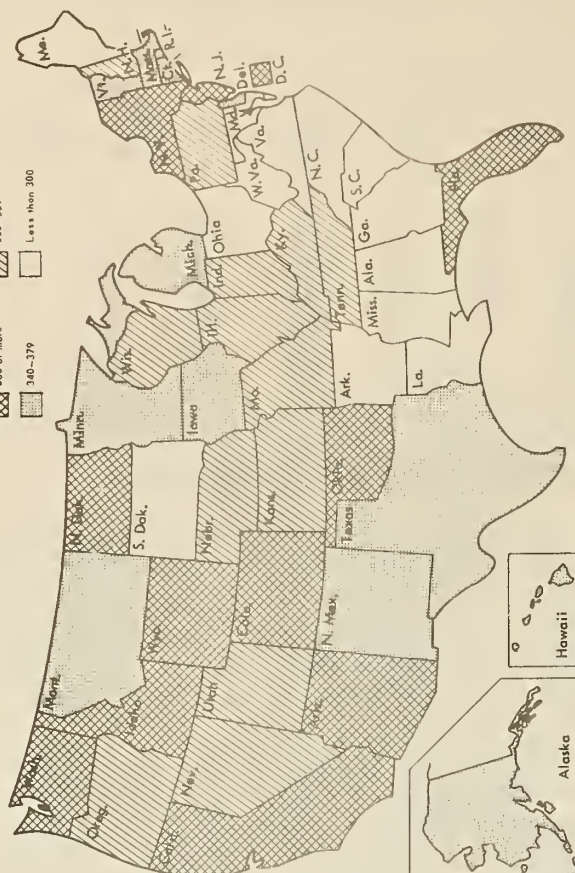 340-379
Less than 300
Wash.
Oreg.
Calif.
Idaho
Nev.
Mont.
Wyo.
Utah
Ariz.
Colo.
N. Mex.
N. Dak.
S. Dak.
Nebr.
Kans.
Okla.
Texas
Minn.
Iowa
Mo.
Ark.
La.
Wis.
Ill.
Mich.
Ind.
Ohio
Ky.
Tenn.
Miss.
Ala.
Ga.
Fla.
S.C.
N.C.
Va.
W.Va.
Pa.
N.Y.
Md.
Del.
D.C.
N.J.
Vt.
N.H.
Mass.
Ct.
R.I.
Me.
Alaska
Hawaii